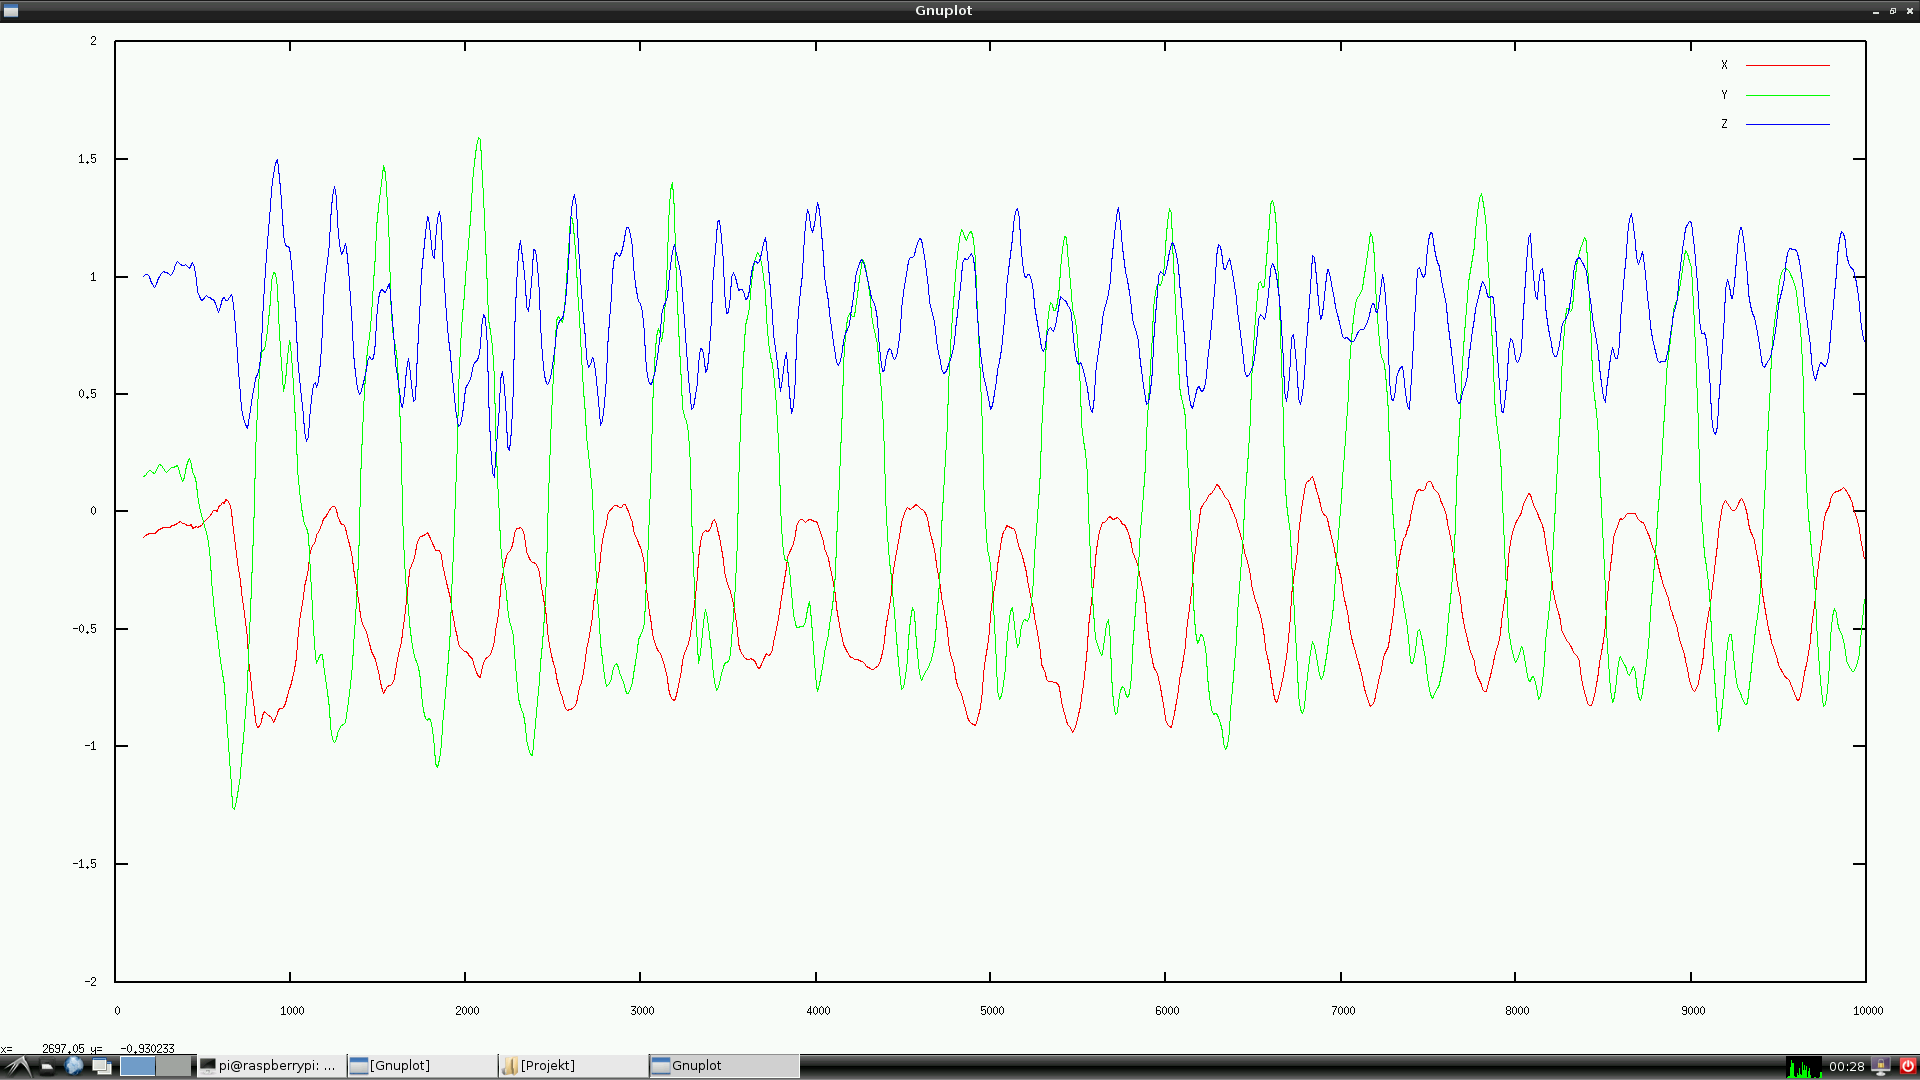 Gnuplot
2
1.5
1
0.5
0
-0.5
-1
-1.5
-2
X
Y
Z
0 1000 2000 3000 4000 5000 6000 7000 8000 9000 10000
x= 2697.05 y= -0.930233
pi@raspberrypi: ... [Gnuplot] [Projekt] Gnuplot 00:28